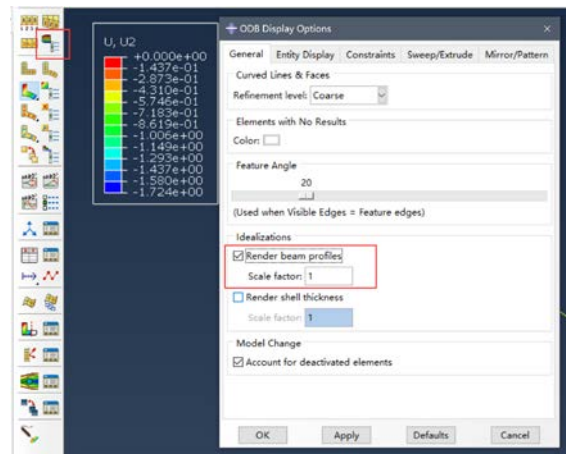 U, U2
+0.000e+00
-1.437e-01
-2.873e-01
-4.310e-01
-5.746e-01
-7.183e-01
-8.619e-01
-1.006e+00
-1.149e+00
-1.293e+00
-1.437e+00
-1.580e+00
-1.724e+00
ODB Display Options
General Entity Display Constraints Sweep/Extrude Mirror/Pattern
Curved Lines & Faces
Refinement level: Coarse
Elements with No Results
Color:
Feature Angle
20
(Used when Visible Edges = Feature edges)
Idealizations
Render beam profiles
Scale factor: 1
Render shell thickness
Scale factor: 1
Model Change
Account for deactivated elements
OK Apply Defaults Cancel